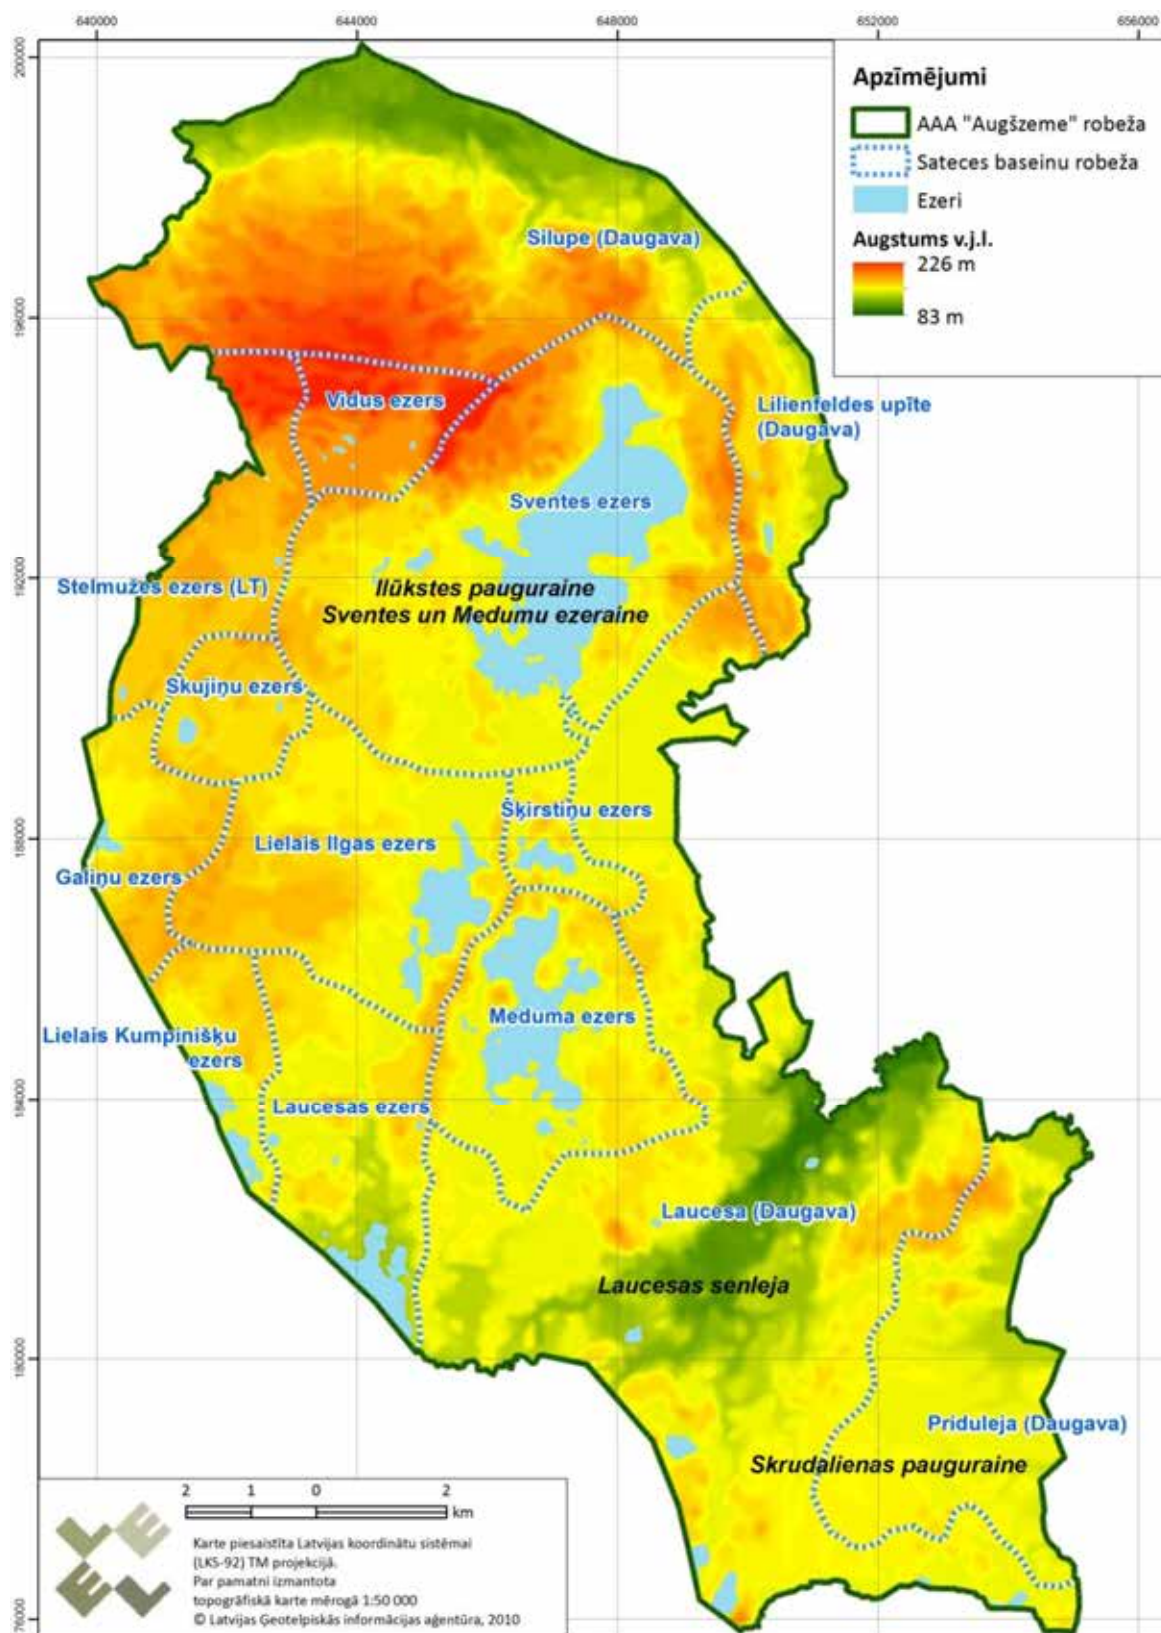 640000
644000
648000
652000
656000
200000
196000
192000
188000
184000
180000
Apzīmējumi
AAA "Augšzeme" robeža
Sateces baseinu robeža
Ezeri
Augstums v.j.l.
226 m
83 m
Silupe (Daugava)
Vidus ezers
Lilienfeldes upīte
(Daugava)
Sventes ezers
Stelmužes ezers (LT)
Ilūkstes pauguraine
Sventes un Medumu ezeraine
Skujiņu ezers
Šķirstiņu ezers
Lielais Ilgas ezers
Galiņu ezers
Meduma ezers
Lielais Kumpinišķu
ezers
Laucesas ezers
Laucesa (Daugava)
Laucesas senleja
Priduleja (Daugava)
Skrudalienas pauguraine
2 1 0 2
km
Karte piesaistīta Latvijas koordinātu sistēmai
(LKS-92) TM projekcijā.
Par pamatni izmantota
topogrāfiskā karte mērogā 1:50 000
© Latvijas Ģeotelpiskās informācijas aģentūra, 2010